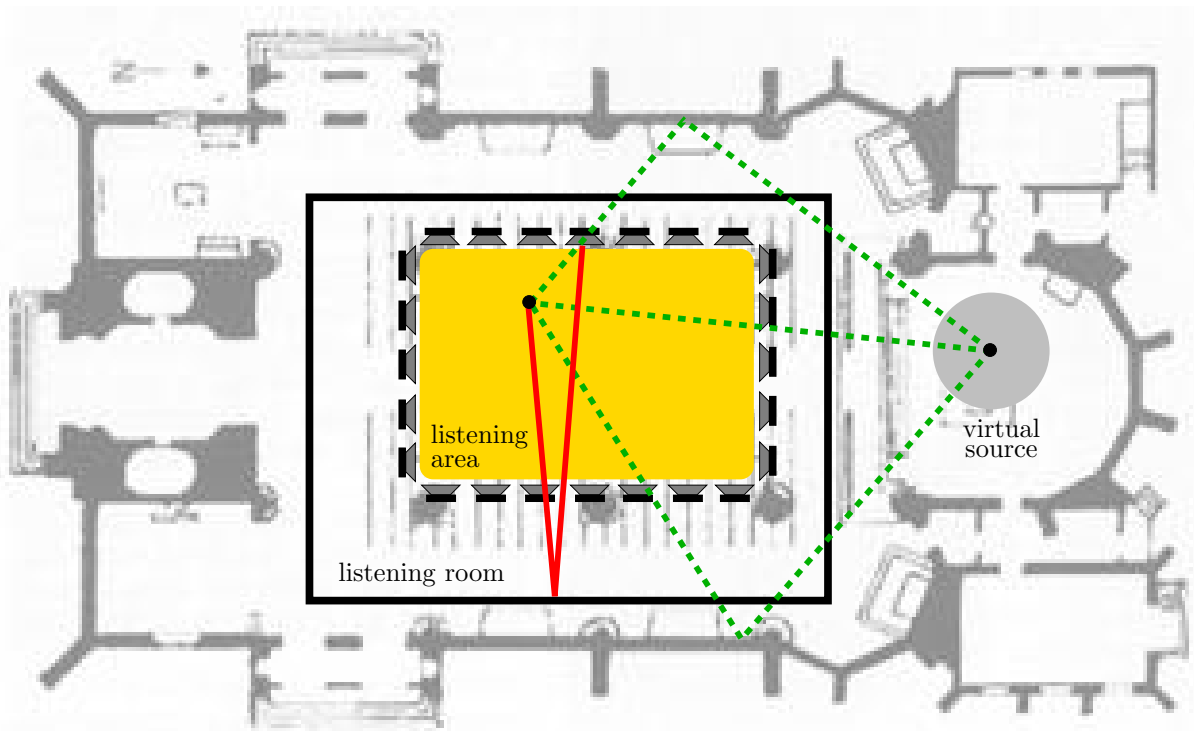 listening
area
virtual
source
listening room